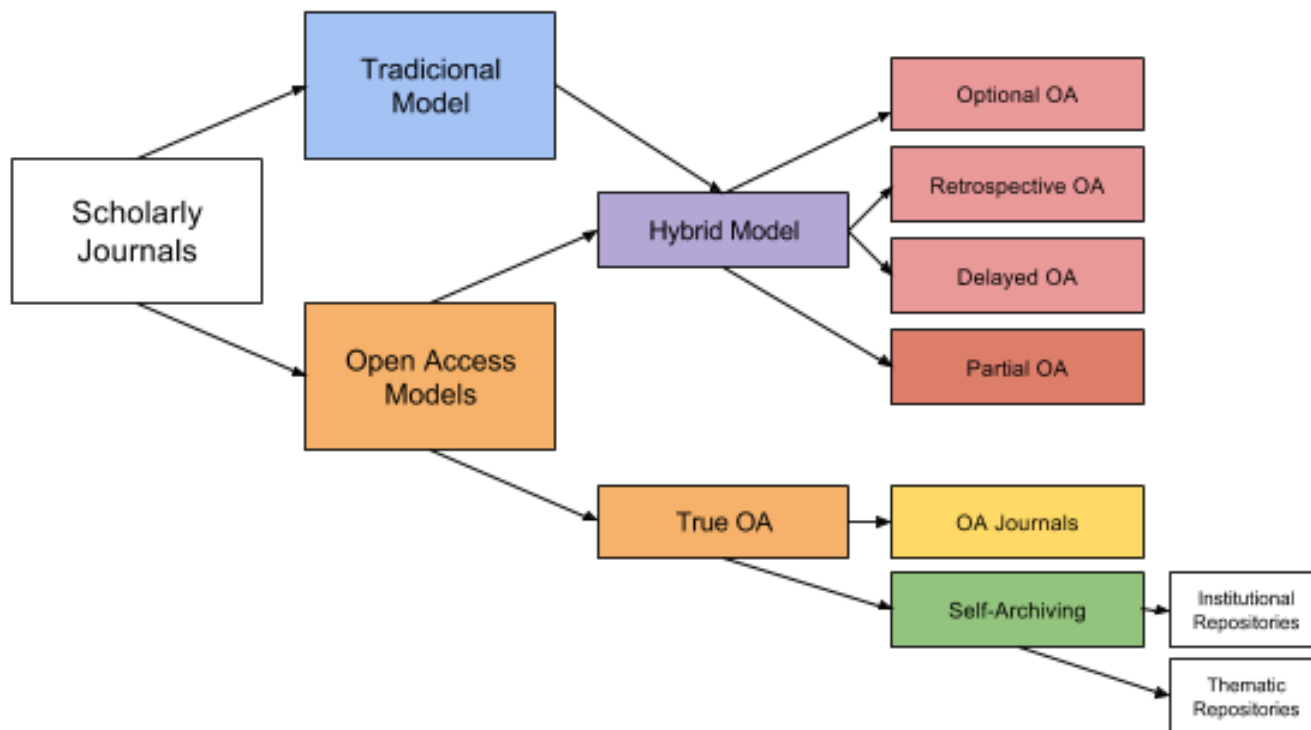 Scholarly
Journals
Tradicional
Model
Open Access
Models
Hybrid Model
True OA
Optional OA
Retrospective OA
Delayed OA
Partial OA
OA Journals
Self-Archiving
Institutional
Repositories
Thematic
Repositories